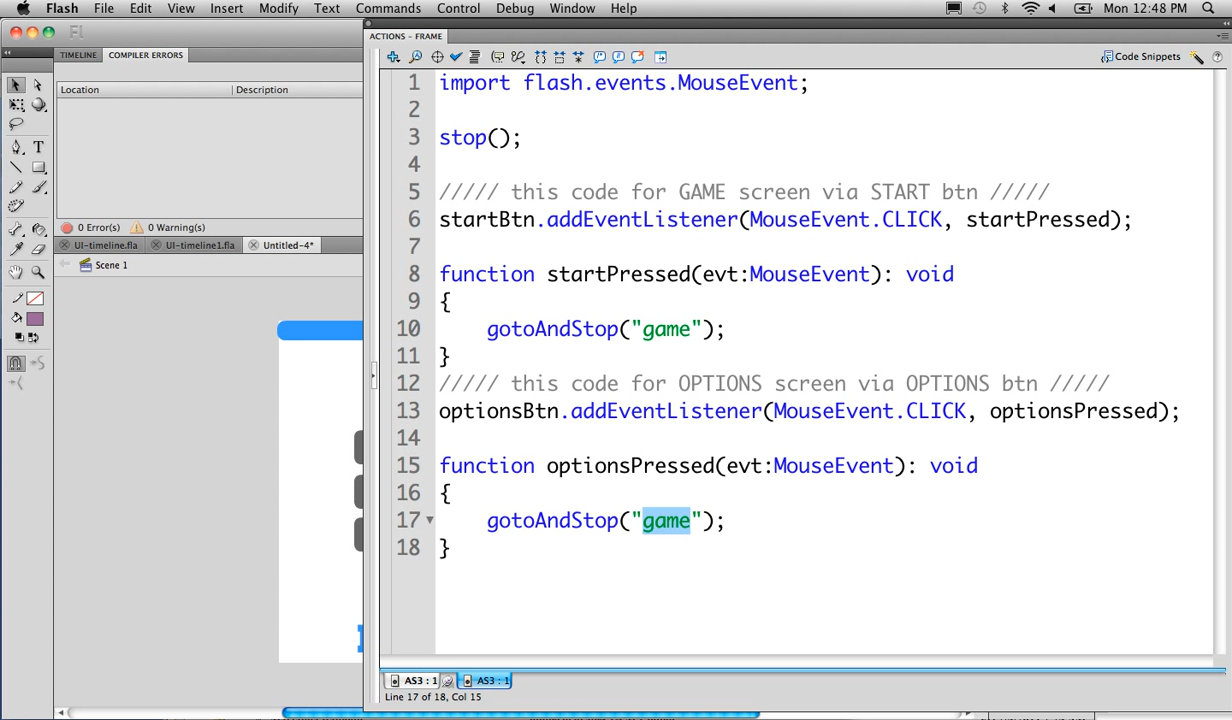 Flash File Edit View Insert Modify Text Commands Control Debug Window Help Mon 12:48 PM
Fl
ACTIONS - FRAME
TIMELINE COMPILER ERRORS
Code Snippets
Location Description
1 import flash.events.MouseEvent;
2
3 stop();
4
5 ///// this code for GAME screen via START btn /////
6 startBtn.addEventListener(MouseEvent.CLICK, startPressed);
7
8 function startPressed(evt:MouseEvent): void
9 {
10 gotoAndStop("game");
11 }
12 ///// this code for OPTIONS screen via OPTIONS btn /////
13 optionsBtn.addEventListener(MouseEvent.CLICK, optionsPressed);
14
15 function optionsPressed(evt:MouseEvent): void
16 {
17 gotoAndStop("game");
18 }
0 Errors 0 Warning(s)
UI-timeline.fla UI-timeline1.fla Untitled-4*
Scene 1
AS3 : 1 AS3 : 1
Line 17 of 18, Col 15